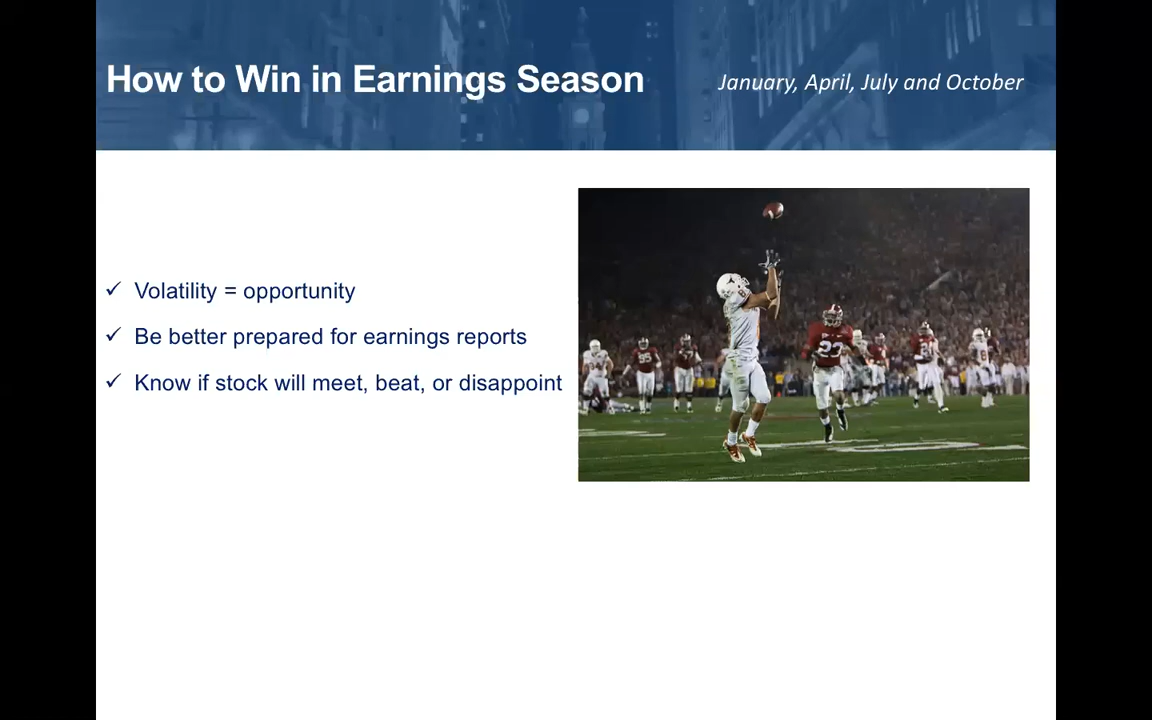 How to Win in Earnings Season
January, April, July and October
✓ Volatility = opportunity
✓ Be better prepared for earnings reports
✓ Know if stock will meet, beat, or disappoint
23